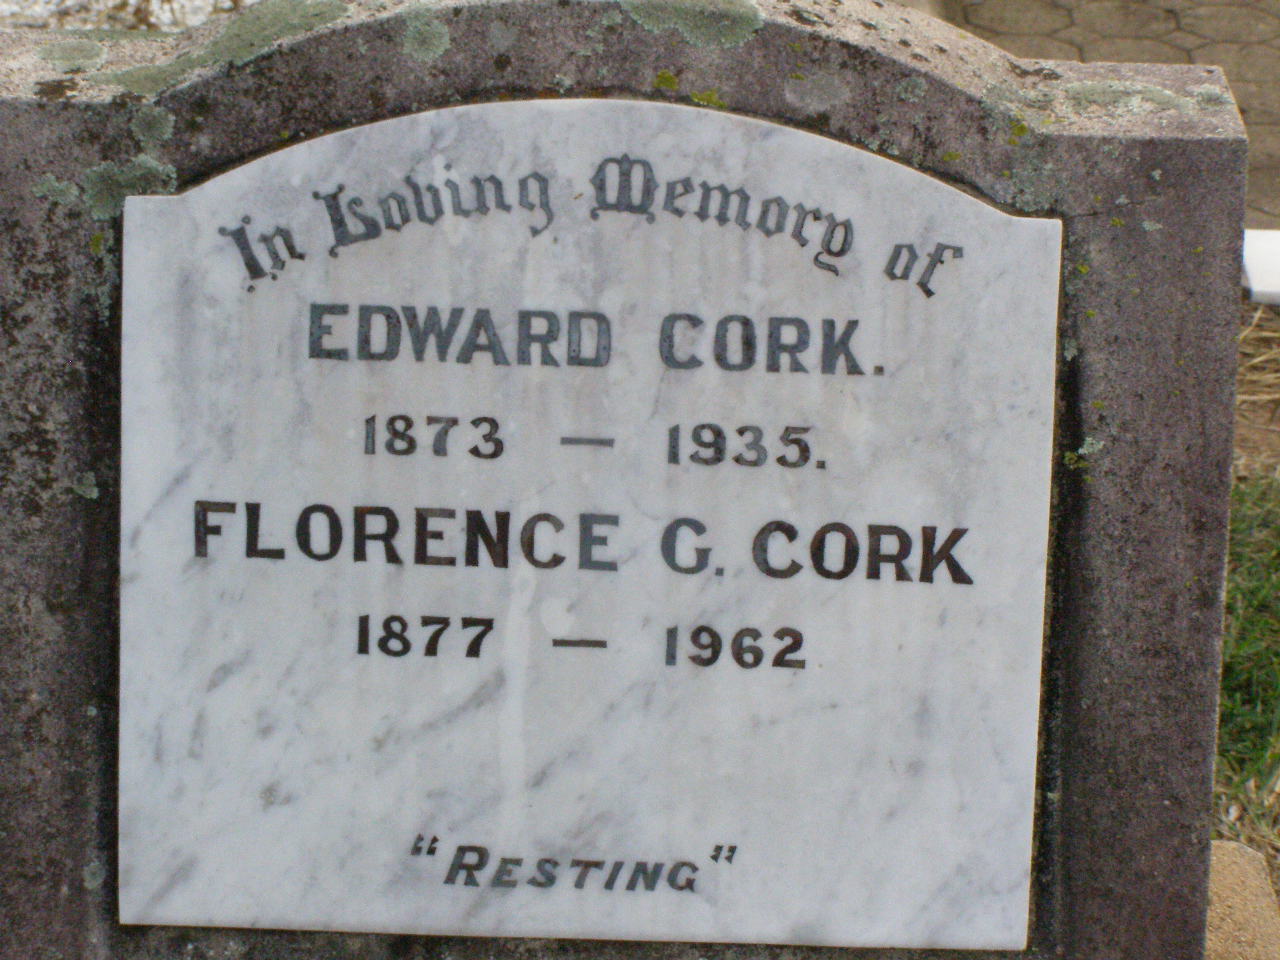 In Loving Memory of
EDWARD CORK.
1873 — 1935.
FLORENCE G. CORK
1877 — 1962
"RESTING"